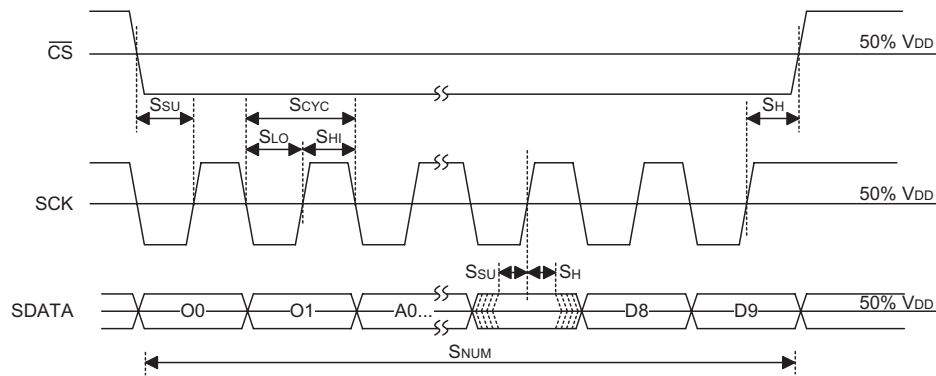 CS
50% VDD
SSU
SCYC
SH
SLO
SHI
SCK
50% VDD
SSU
SH
SDATA
O0
O1
A0...
D8
D9
50% VDD
SNUM